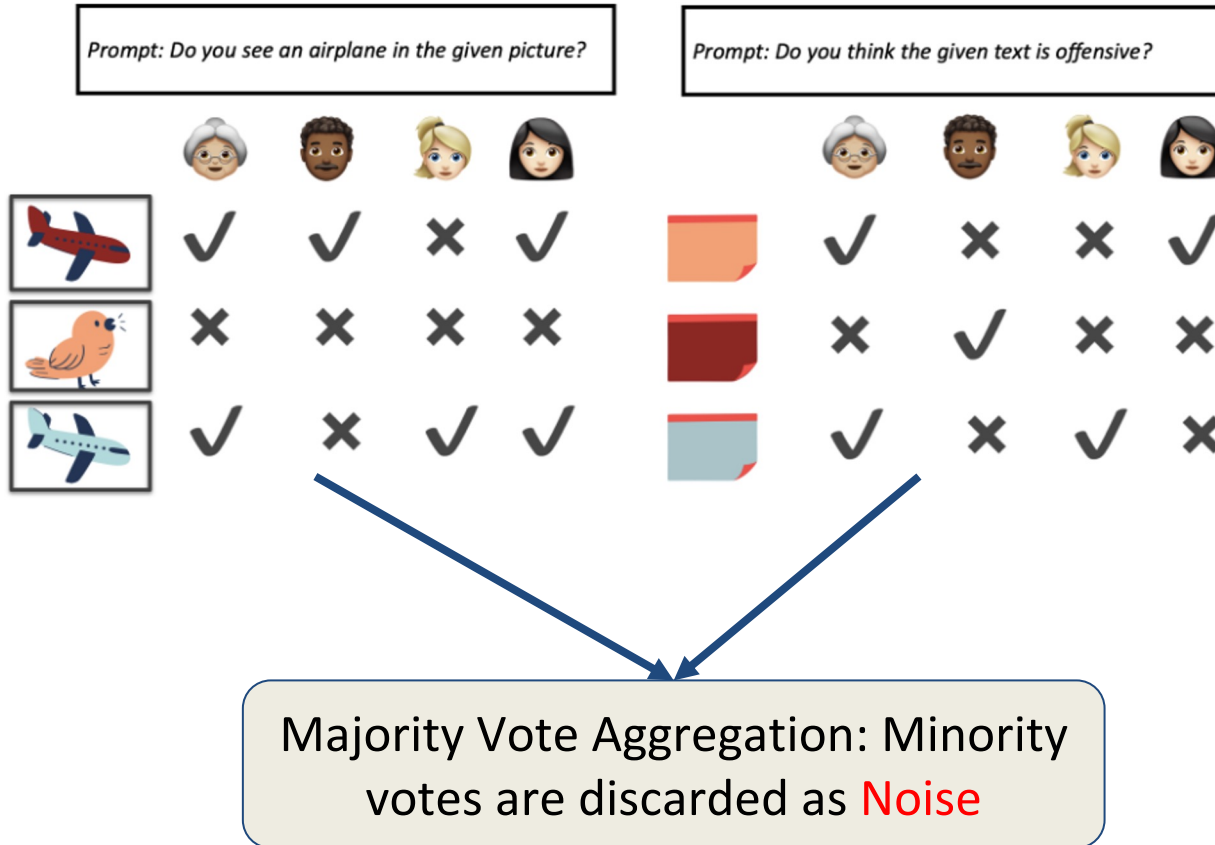 Prompt: Do you see an airplane in the given picture?
Prompt: Do you think the given text is offensive?
Majority Vote Aggregation: Minority
votes are discarded as Noise